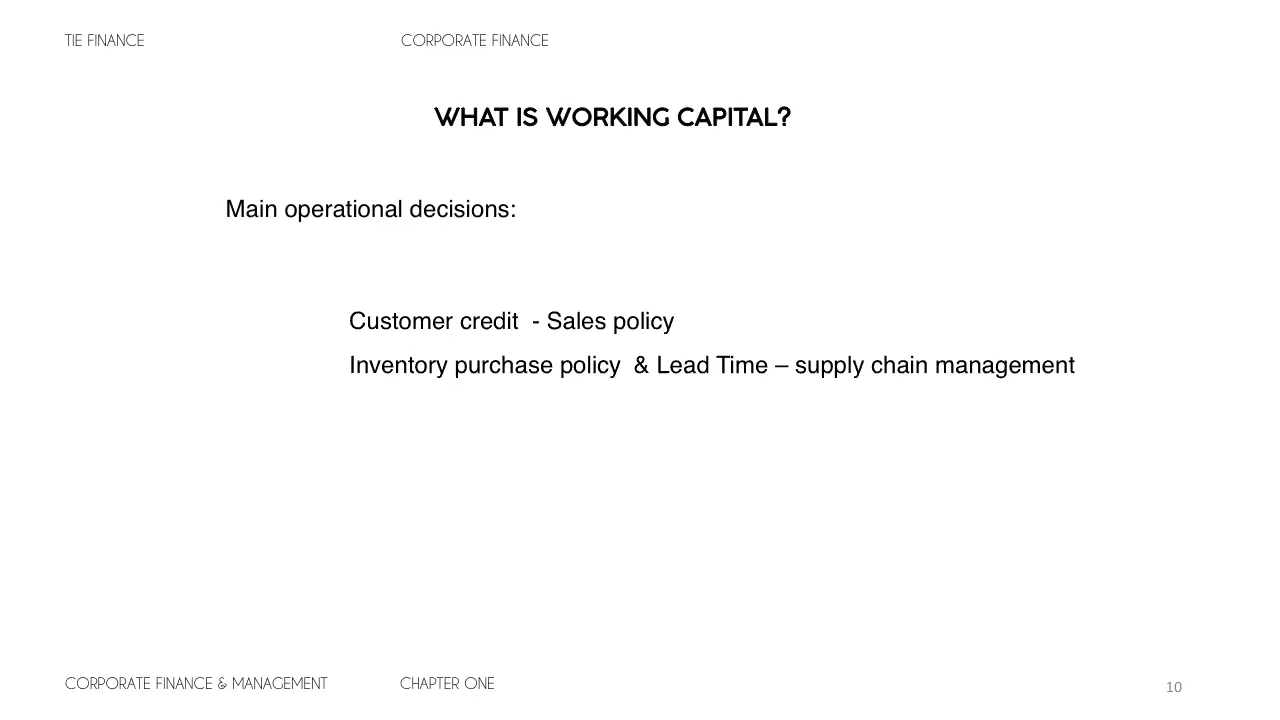 TIE FINANCE
CORPORATE FINANCE
WHAT IS WORKING CAPITAL?
Main operational decisions:
Customer credit  - Sales policy
Inventory purchase policy  & Lead Time – supply chain management
CORPORATE FINANCE & MANAGEMENT
CHAPTER ONE
10